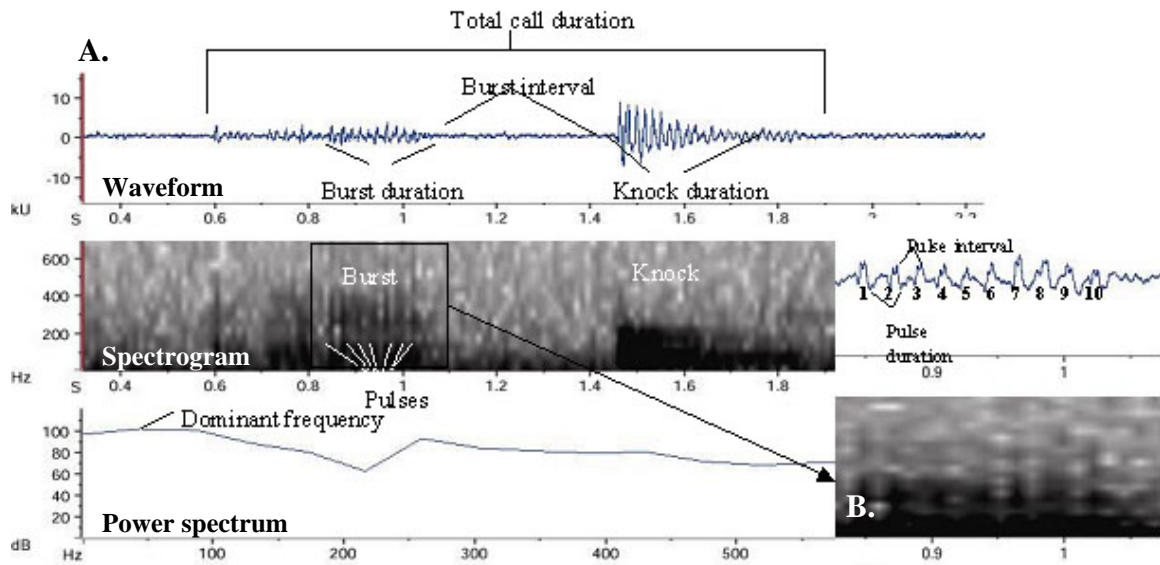 Total call duration
A.
Burst interval
10
0
-10
Waveform
Burst duration
Knock duration
kU
S 0.4 0.6 0.8 1 1.2 1.4 1.6 1.8 2 2.2
600
400
200
Burst
Knock
Spectrogram
Hz
S 0.4 0.6 0.8 1 1.2 1.4 1.6 1.8
Pulses
Pulse interval
1 2 3 4 5 6 7 8 9 10
Pulse
duration
0.9 1
Dominant frequency
100
80
60
40
20
Power spectrum
dB
Hz 100 200 300 400 500
B.
0.9 1